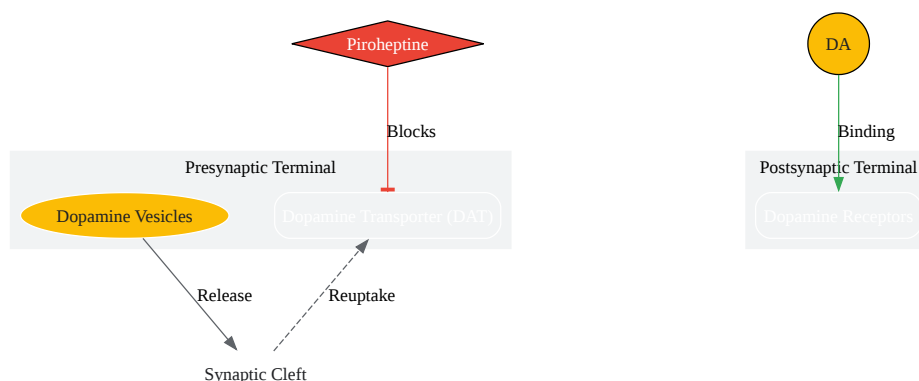 Piroheptine
DA
Blocks
Binding
Presynaptic Terminal
Postsynaptic Terminal
Dopamine Vesicles
Dopamine Transporter (DAT)
Dopamine Receptors
Release
Reuptake
Synaptic Cleft